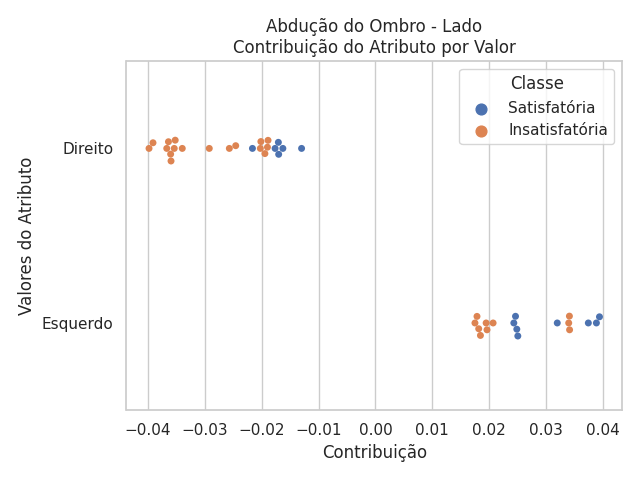 Abdução do Ombro - Lado
Contribuição do Atributo por Valor
Classe
Satisfatória
Insatisfatória
Valores do Atributo
Direito
Esquerdo
−0.04 −0.03 −0.02 −0.01 0.00 0.01 0.02 0.03 0.04
Contribuição